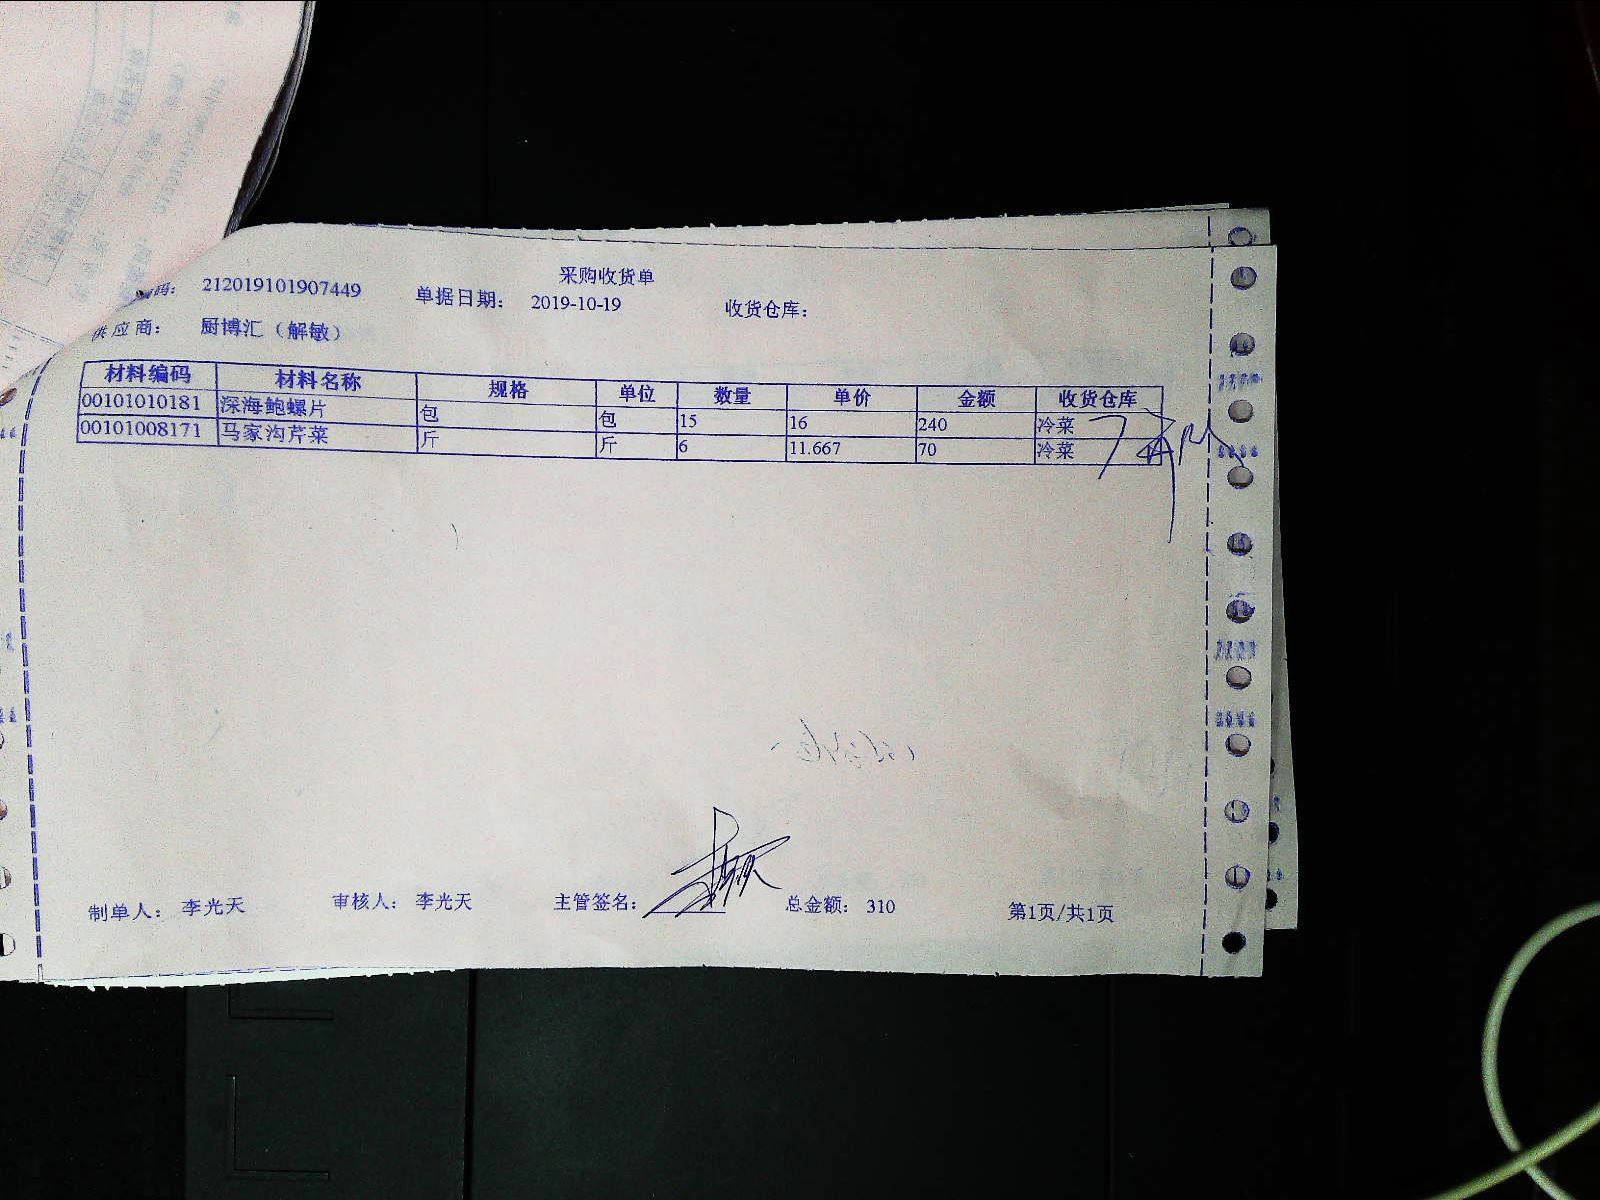 采购收货单
码： 212019101907449 单据日期： 2019-10-19 收货仓库：
供应商： 厨博汇（解敏）
材料编码 材料名称 规格 单位 数量 单价 金额 收货仓库
00101010181 深海鲍螺片 包 包 15 16 240 冷菜
00101008171 马家沟芹菜 斤 斤 6 11.667 70 冷菜
制单人： 李光天 审核人： 李光天 主管签名： 总金额： 310 第1页/共1页